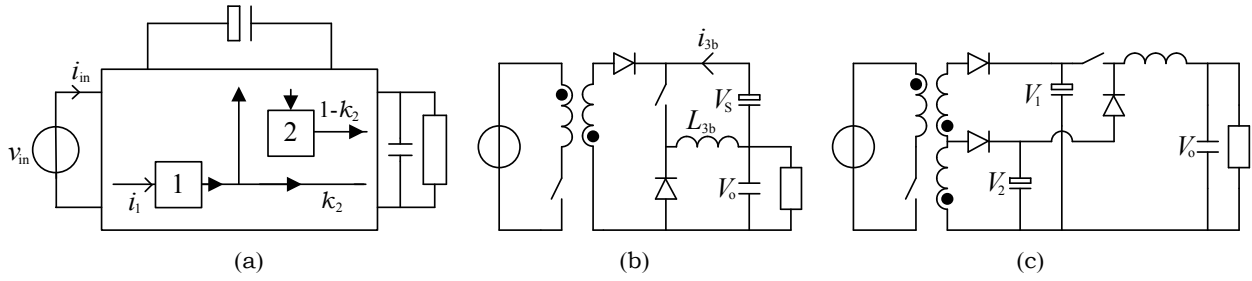 i_in
v_in
i_1
1
2
1-k_2
k_2
(a)
i_3b
V_S
L_3b
V_o
(b)
V_1
V_2
V_o
(c)